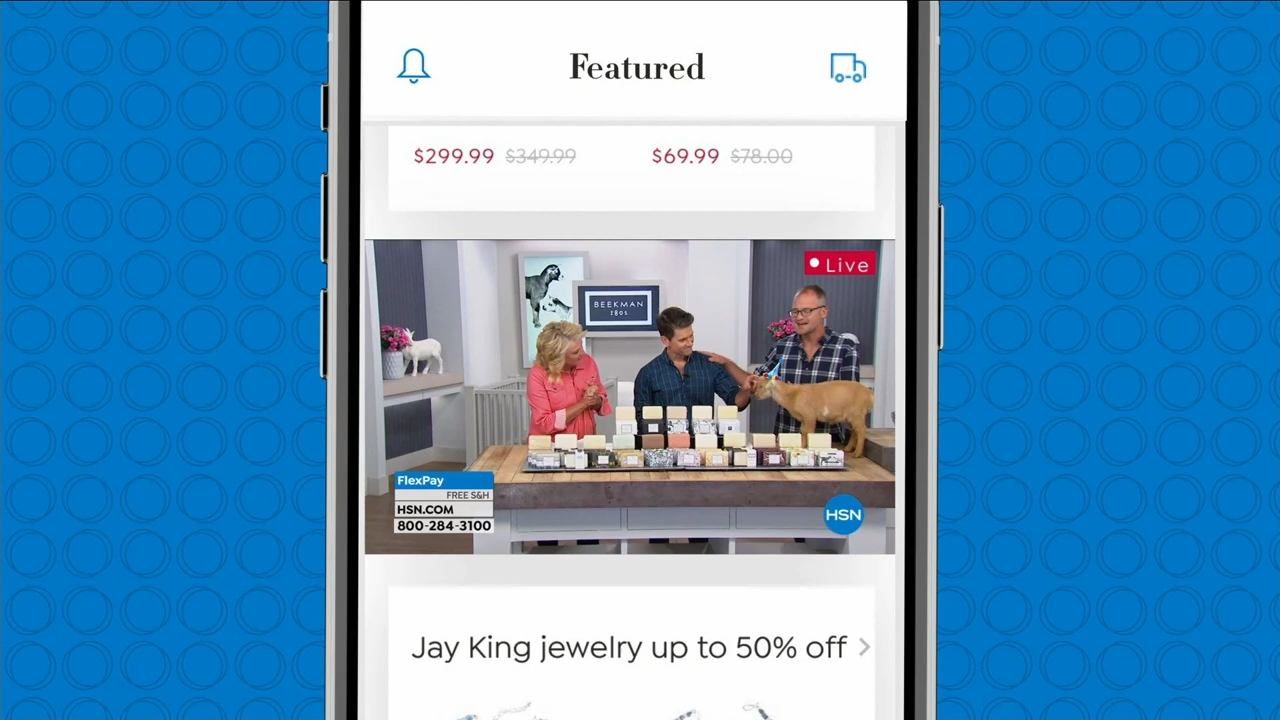 Featured
$299.99 $349.99 $69.99 $78.00
Live
BEEKMAN
1802
FlexPay
FREE S&H
HSN.COM
800-284-3100
HSN
Jay King jewelry up to 50% off